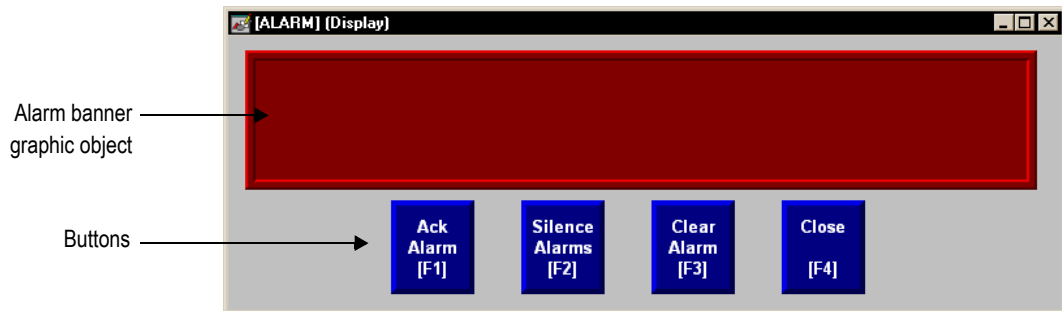 [ALARM] (Display)
Alarm banner
graphic object
Buttons
Ack
Alarm
[F1]
Silence
Alarms
[F2]
Clear
Alarm
[F3]
Close
[F4]